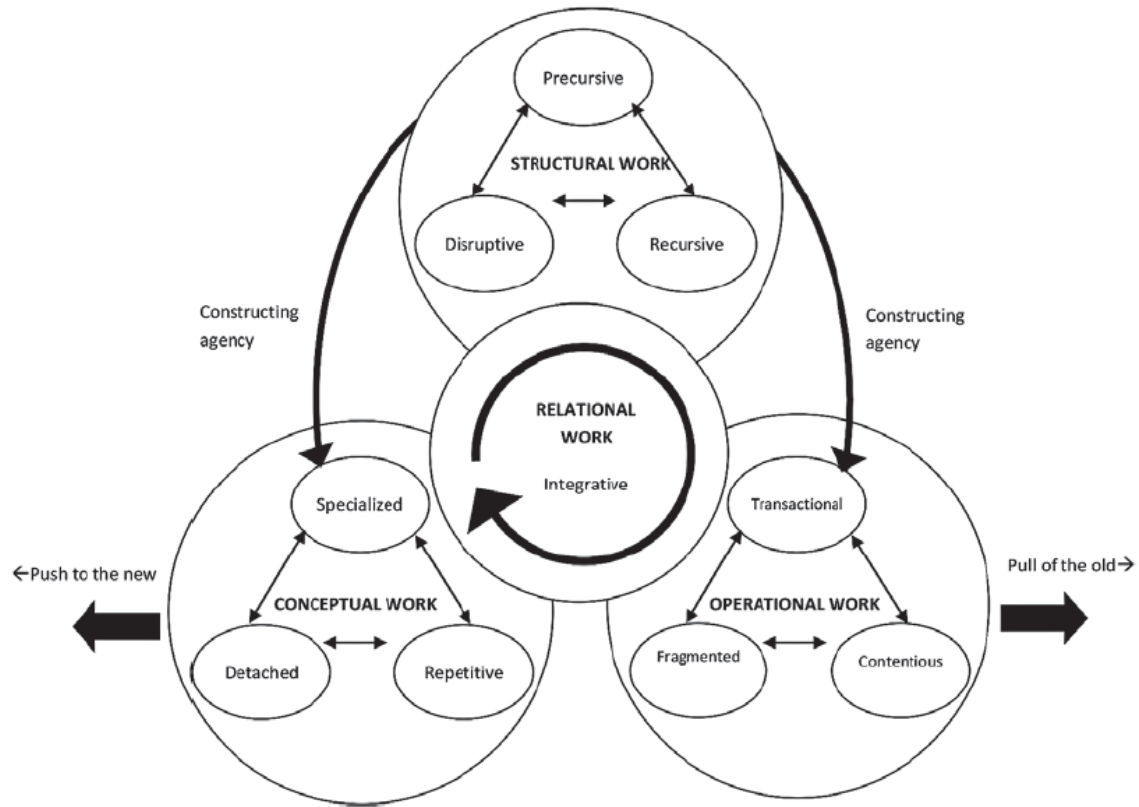 Precursive
STRUCTURAL WORK
Disruptive
Recursive
Constructing
agency
Constructing
agency
RELATIONAL
WORK
Integrative
Specialized
Transactional
←Push to the new
Pull of the old→
CONCEPTUAL WORK
OPERATIONAL WORK
Detached
Repetitive
Fragmented
Contentious